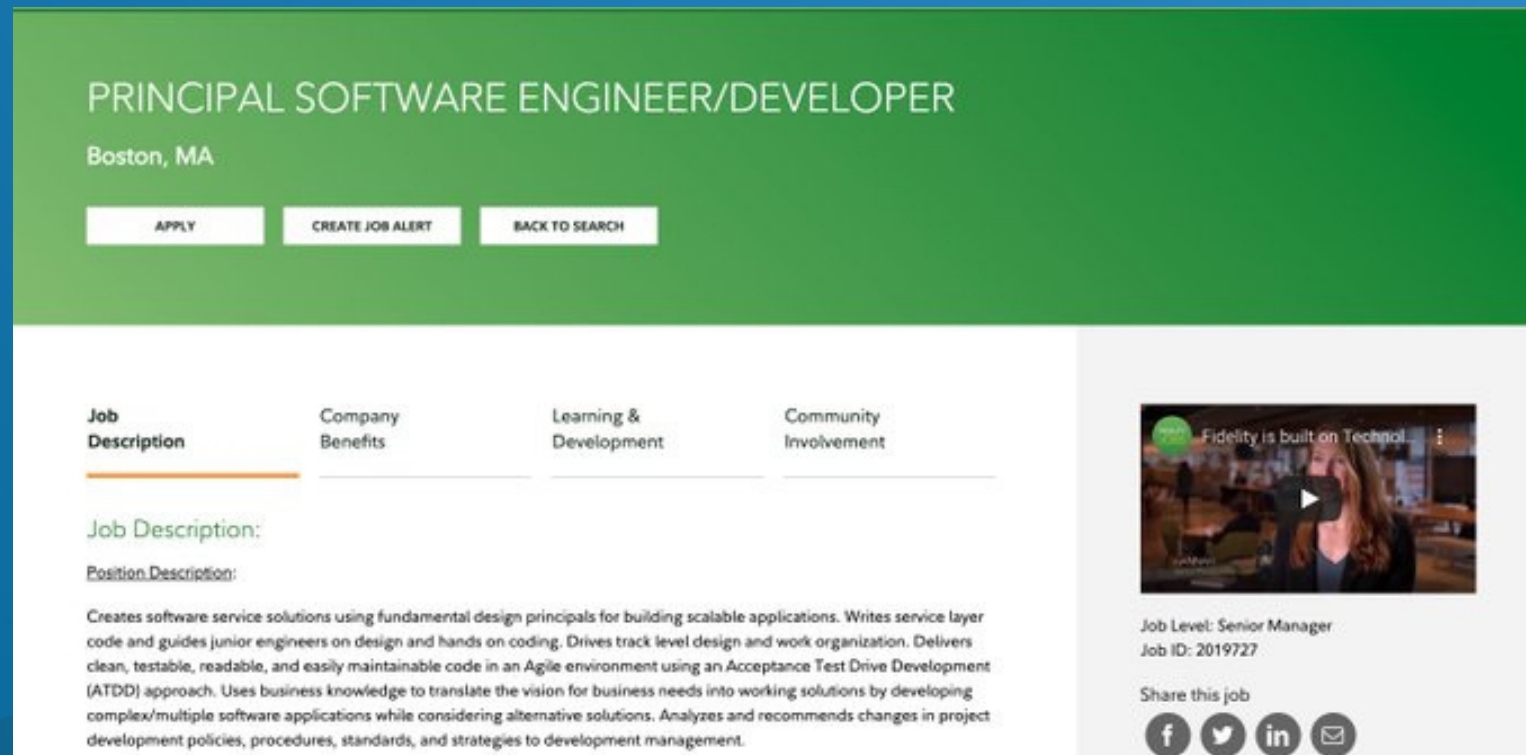 PRINCIPAL SOFTWARE ENGINEER/DEVELOPER
Boston, MA
APPLY
CREATE JOB ALERT
BACK TO SEARCH
Job
Description
Company
Benefits
Learning &
Development
Community
Involvement
Job Description:
Position Description:
Creates software service solutions using fundamental design principals for building scalable applications. Writes service layer
code and guides junior engineers on design and hands on coding. Drives track level design and work organization. Delivers
clean, testable, readable, and easily maintainable code in an Agile environment using an Acceptance Test Drive Development
(ATDD) approach. Uses business knowledge to translate the vision for business needs into working solutions by developing
complex/multiple software applications while considering alternative solutions. Analyzes and recommends changes in project
development policies, procedures, standards, and strategies to development management.
Fidelity is built on Technol...
Job Level: Senior Manager
Job ID: 2019727
Share this job